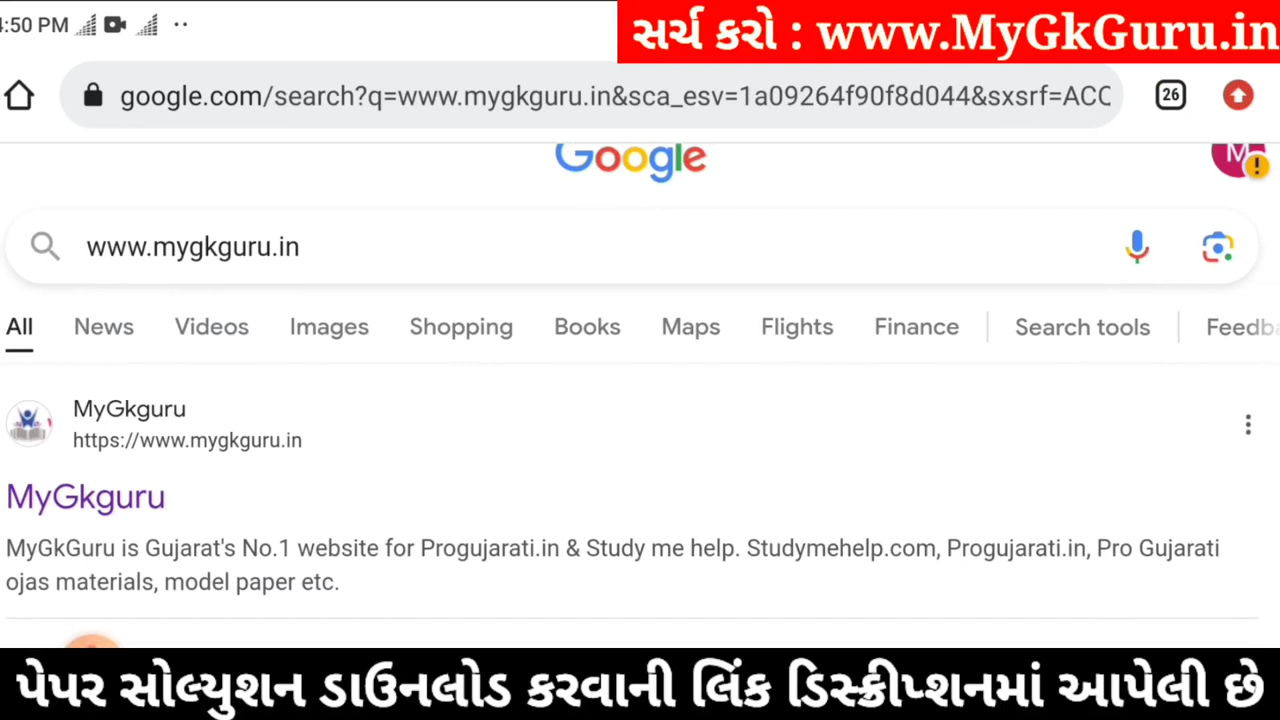 4:50 PM
સર્ચ કરો : www.MyGkGuru.in
google.com/search?q=www.mygkguru.in&sca_esv=1a09264f90f8d044&sxsrf=ACC
26
Google
M
www.mygkguru.in
All News Videos Images Shopping Books Maps Flights Finance Search tools Feedba
MyGkguru
https://www.mygkguru.in
MyGkguru
MyGkGuru is Gujarat's No.1 website for Progujarati.in & Study me help. Studymehelp.com, Progujarati.in, Pro Gujarati
ojas materials, model paper etc.
પેપર સોલ્યુશન ડાઉનલોડ કરવાની લિંક ડિસ્ક્રીપ્શનમાં આપેલી છે